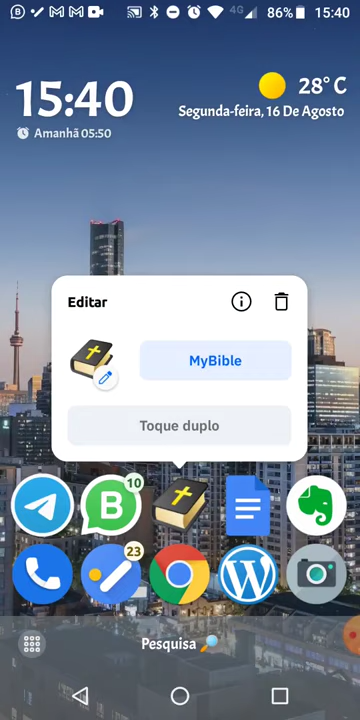 86% 15:40
4G
15:40
28° C
Segunda-feira, 16 De Agosto
Amanhã 05:50
Editar
MyBible
Toque duplo
10
B
23
Pesquisa